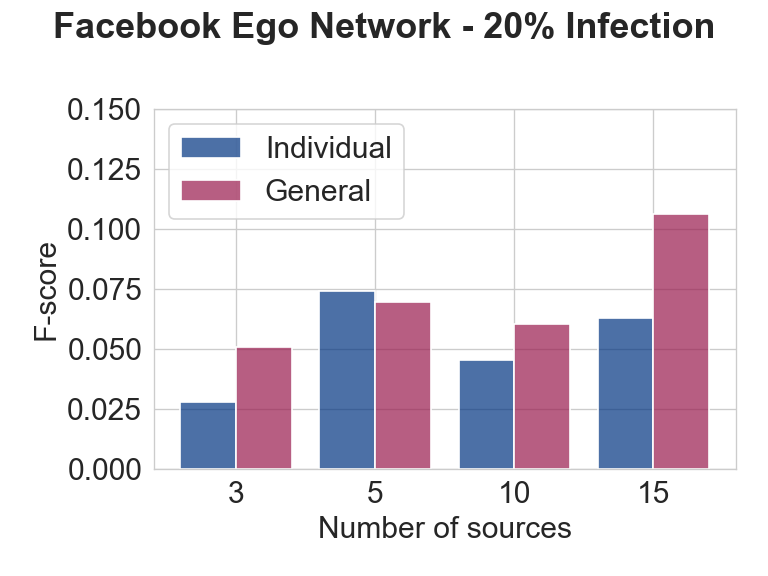 Facebook Ego Network - 20% Infection
0.150
0.125
0.100
0.075
0.050
0.025
0.000
F-score
Individual
General
3 5 10 15
Number of sources